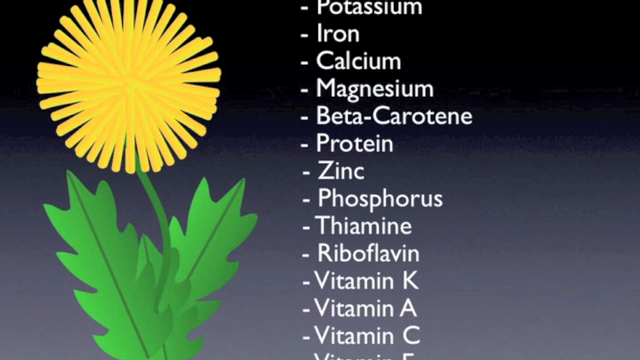 - Potassium
- Iron
- Calcium
- Magnesium
- Beta-Carotene
- Protein
- Zinc
- Phosphorus
- Thiamine
- Riboflavin
- Vitamin K
- Vitamin A
- Vitamin C